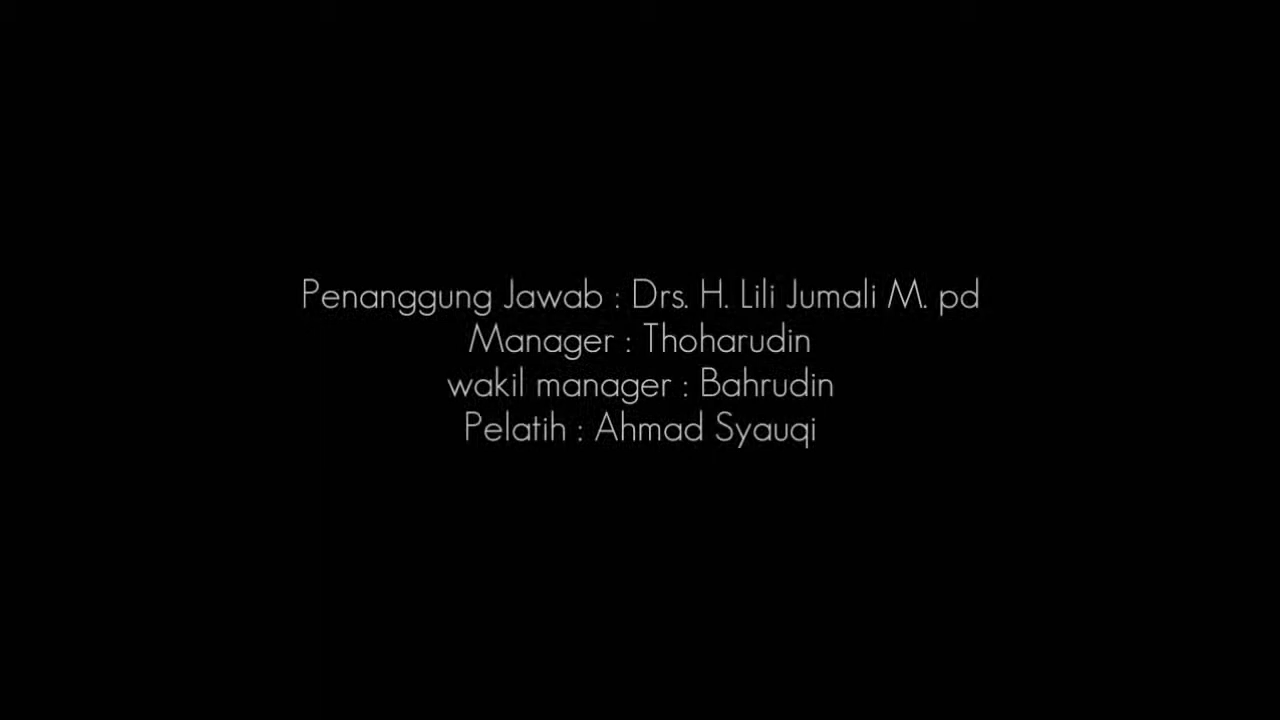 Penanggung Jawab : Drs. H. Lili Jumali M. pd
Manager : Thoharudin
wakil manager : Bahrudin
Pelatih : Ahmad Syauqi